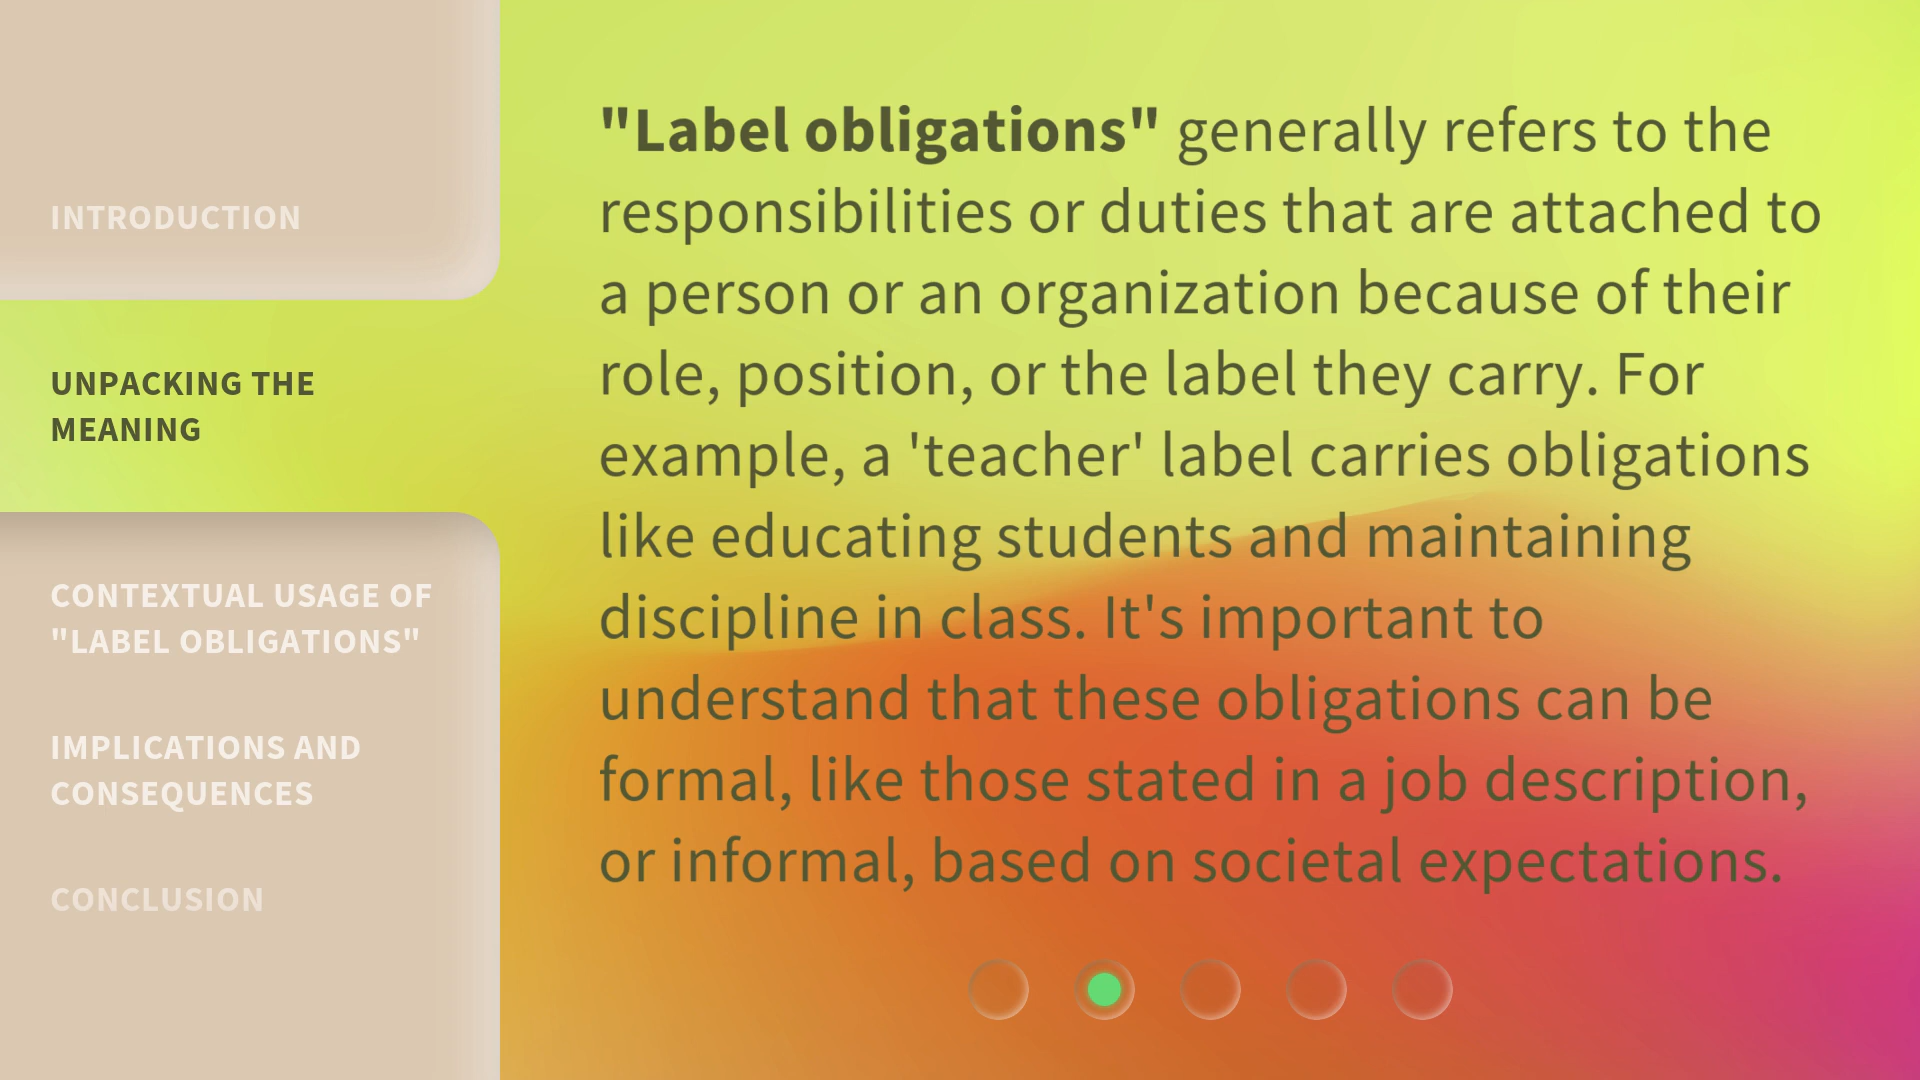 INTRODUCTION
UNPACKING THE
MEANING
CONTEXTUAL USAGE OF
"LABEL OBLIGATIONS"
IMPLICATIONS AND
CONSEQUENCES
CONCLUSION
"Label obligations" generally refers to the
responsibilities or duties that are attached to
a person or an organization because of their
role, position, or the label they carry. For
example, a 'teacher' label carries obligations
like educating students and maintaining
discipline in class. It's important to
understand that these obligations can be
formal, like those stated in a job description,
or informal, based on societal expectations.